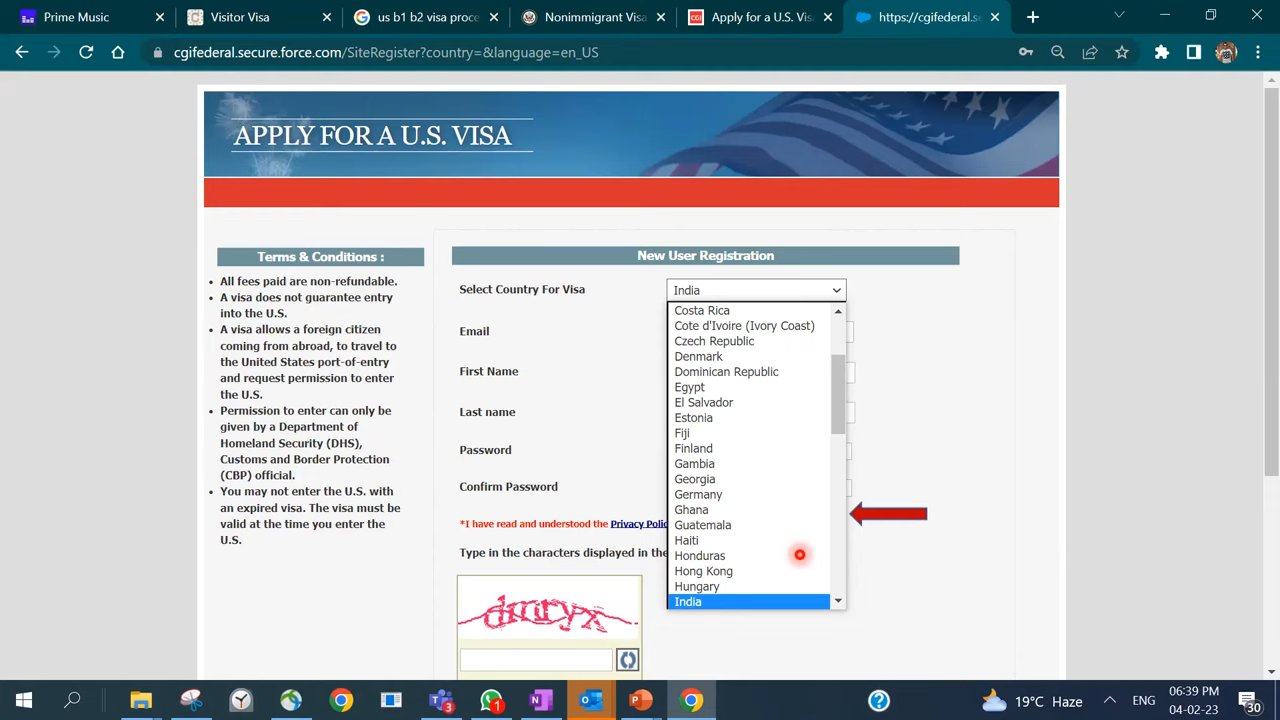 Prime Music
Visitor Visa
us b1 b2 visa proce
Nonimmigrant Visa
Apply for a U.S. Vis
https://cgifederal.s
cgifederal.secure.force.com/SiteRegister?country=&language=en_US
APPLY FOR A U.S. VISA
Terms & Conditions :
All fees paid are non-refundable.
A visa does not guarantee entry
into the U.S.
A visa allows a foreign citizen
coming from abroad, to travel
to the United States port-of-entry
and request permission to enter
the U.S.
Permission to enter can only be
given by a Department of
Homeland Security (DHS),
Customs and Border Protection
(CBP) official.
You may not enter the U.S. with
an expired visa. The visa must be
valid at the time you enter the
U.S.
New User Registration
Select Country For Visa
India
Email
First Name
Last name
Password
Confirm Password
*I have read and understood the Privacy Polic
Type in the characters displayed in the
Costa Rica
Cote d'Ivoire (Ivory Coast)
Czech Republic
Denmark
Dominican Republic
Egypt
El Salvador
Estonia
Fiji
Finland
Gambia
Georgia
Germany
Ghana
Guatemala
Haiti
Honduras
Hong Kong
Hungary
India
3
1
19°C Haze
ENG
06:39 PM
04-02-23
30